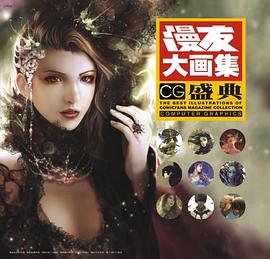 漫友
大画集
CG盛典
THE BEST ILLUSTRATIONS OF
COMICFANS MAGAZINE COLLECTION
COMPUTER GRAPHICS